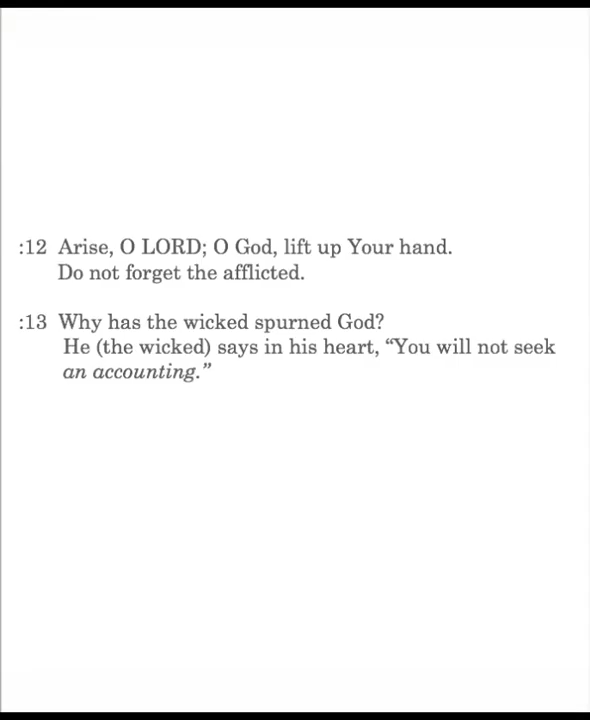 :12 Arise, O LORD; O God, lift up Your hand.
Do not forget the afflicted.
:13 Why has the wicked spurned God?
He (the wicked) says in his heart, “You will not seek
an accounting.”